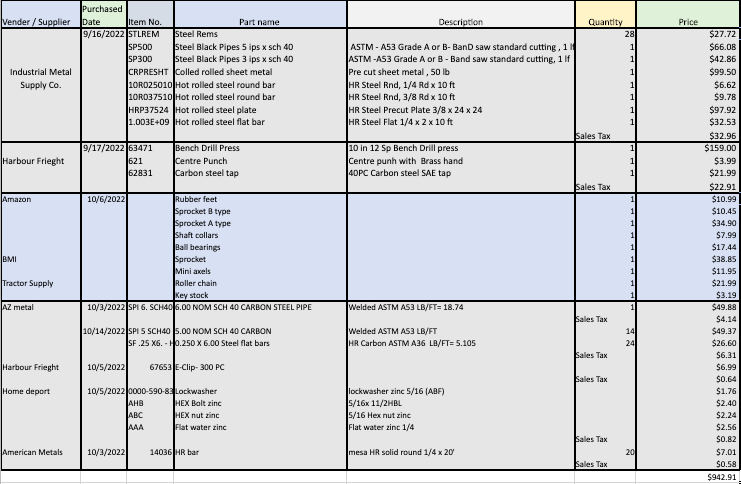 Vender / Supplier Purchased Date Item No. Part name Description Quantity Price
9/16/2022 STLREM Steel Rems 28 $27.72
SP500 Steel Black Pipes 5 ips x sch 40 ASTM - A53 Grade A or B- BanD saw standard cutting , 1 lf 1 $66.08
SP300 Steel Black Pipes 3 ips x sch 40 ASTM -A53 Grade A or B - Band saw standard cutting, 1 lf 1 $42.86
Industrial Metal Supply Co. CRPRESHT Colled rolled sheet metal Pre cut sheet metal , 50 lb 1 $99.50
10R025010 Hot rolled steel round bar HR Steel Rnd, 1/4 Rd x 10 ft 1 $6.62
10R037510 Hot rolled steel round bar HR Steel Rnd, 3/8 Rd x 10 ft 1 $9.78
HRP37524 Hot rolled steel plate HR Steel Precut Plate 3/8 x 24 x 24 1 $97.92
1.003E+09 Hot rolled steel flat bar HR Steel Flat 1/4 x 2 x 10 ft 1 $32.53
Sales Tax $32.96
9/17/2022 63471 Bench Drill Press 10 in 12 Sp Bench Drill press 1 $159.00
Harbour Frieght 621 Centre Punch Centre punh with Brass hand 1 $3.99
62831 Carbon steel tap 40PC Carbon steel SAE tap 1 $21.99
Sales Tax $22.91
Amazon 10/6/2022 Rubber feet 1 $10.99
Sprocket B type 1 $10.45
Sprocket A type 1 $34.90
Shaft collars 1 $7.99
Ball bearings 1 $17.44
BMI Sprocket 1 $38.85
Mini axels 1 $11.95
Tractor Supply Roller chain 1 $21.99
Key stock 1 $3.19
AZ metal 10/3/2022 SPI 6. SCH40 6.00 NOM SCH 40 CARBON STEEL PIPE Welded ASTM A53 LB/FT= 18.74 1 $49.88
Sales Tax $4.14
10/14/2022 SPI 5 SCH40 5.00 NOM SCH 40 CARBON Welded ASTM A53 LB/FT 14 $49.37
SF .25 X6. - H 0.250 X 6.00 Steel flat bars HR Carbon ASTM A36 LB/FT= 5.105 24 $26.60
Sales Tax $6.31
Harbour Frieght 10/5/2022 67653 E-Clip- 300 PC $6.99
Sales Tax $0.64
Home deport 10/5/2022 0000-590-83 Lockwasher lockwasher zinc 5/16 (ABF) $1.76
AHB HEX Bolt zinc 5/16x 11/2HBL $2.40
ABC HEX nut zinc 5/16 Hex nut zinc $2.24
AAA Flat water zinc Flat water zinc 1/4 $2.56
Sales Tax $0.82
American Metals 10/3/2022 14036 HR bar mesa HR solid round 1/4 x 20' 20 $7.01
Sales Tax $0.58
$942.91